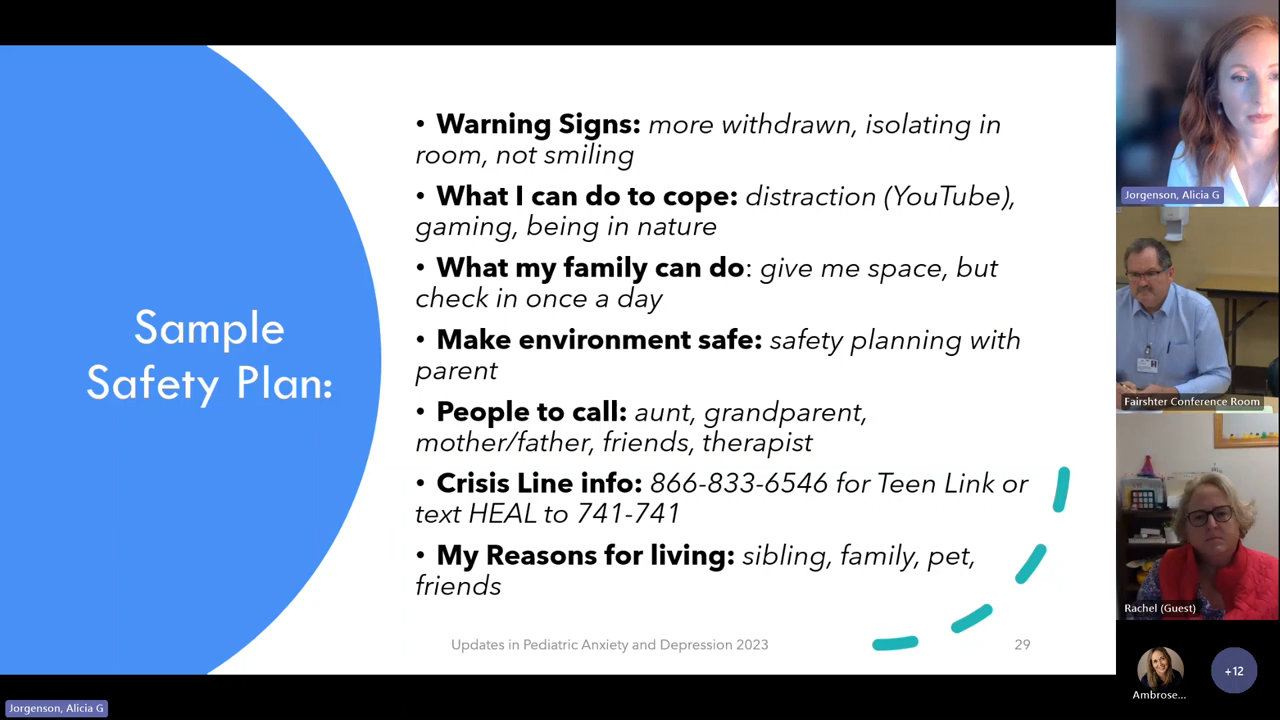 Sample
Safety Plan:
• Warning Signs: more withdrawn, isolating in
room, not smiling
• What I can do to cope: distraction (YouTube),
gaming, being in nature
• What my family can do: give me space, but
check in once a day
• Make environment safe: safety planning with
parent
• People to call: aunt, grandparent,
mother/father, friends, therapist
• Crisis Line info: 866-833-6546 for Teen Link or
text HEAL to 741-741
• My Reasons for living: sibling, family, pet,
friends
Updates in Pediatric Anxiety and Depression 2023
29
Jorgenson, Alicia G
Fairshter Conference Room
Rachel (Guest)
Ambrose...
+12
Jorgenson, Alicia G